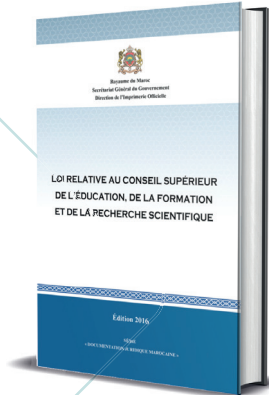 Royaume du Maroc
Secrétariat Général du Gouvernement
Direction de l'Imprimerie Officielle
LOI RELATIVE AU CONSEIL SUPÉRIEUR
DE L'ÉDUCATION, DE LA FORMATION
ET DE LA RECHERCHE SCIENTIFIQUE
Édition 2016
SÉRIE
« DOCUMENTATION JURIDIQUE MAROCAINE »